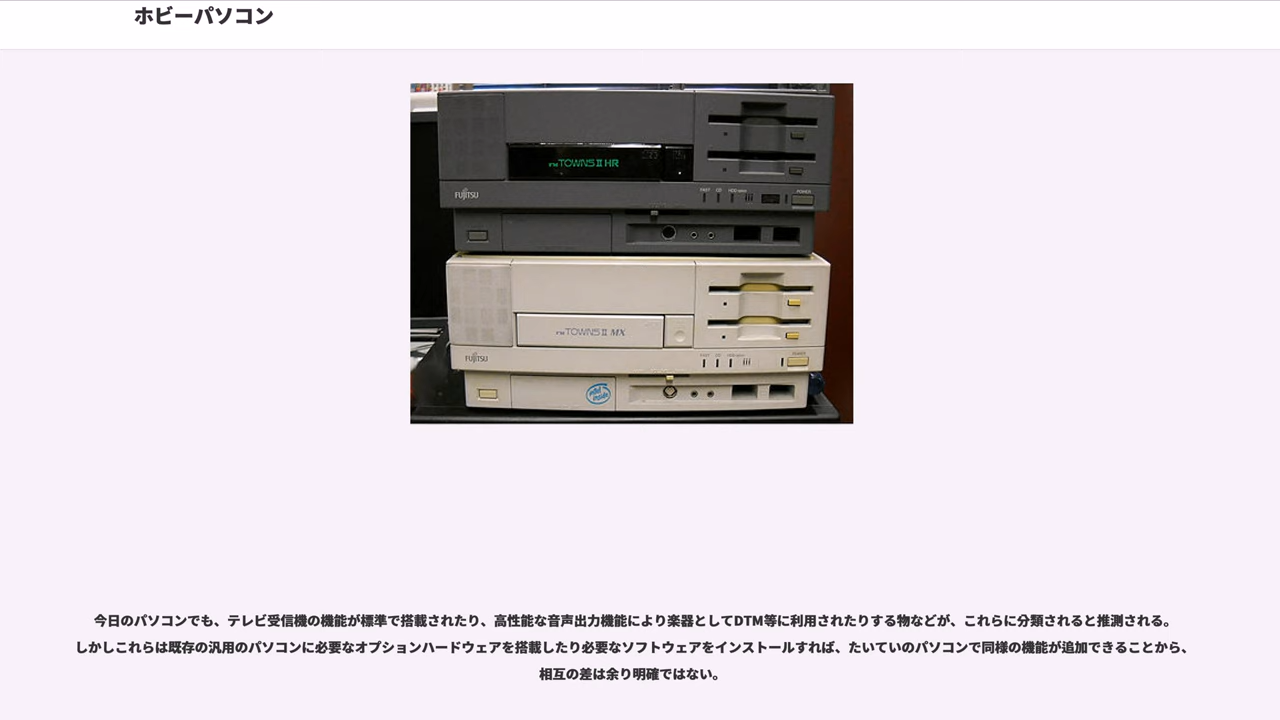 ホビーパソコン
FM TOWNS II HR
FUJITSU
FAST CD HDD
POWER
FM TOWNS II MX
FUJITSU
POWER
intel inside
今日のパソコンでも、テレビ受信機の機能が標準で搭載されたり、高性能な音声出力機能により楽器としてDTM等に利用されたりする物などが、これらに分類されると推測される。
しかしこれらは既存の汎用のパソコンに必要なオプションハードウェアを搭載したり必要なソフトウェアをインストールすれば、たいていのパソコンで同様の機能が追加できることから、
相互の差は余り明確ではない。